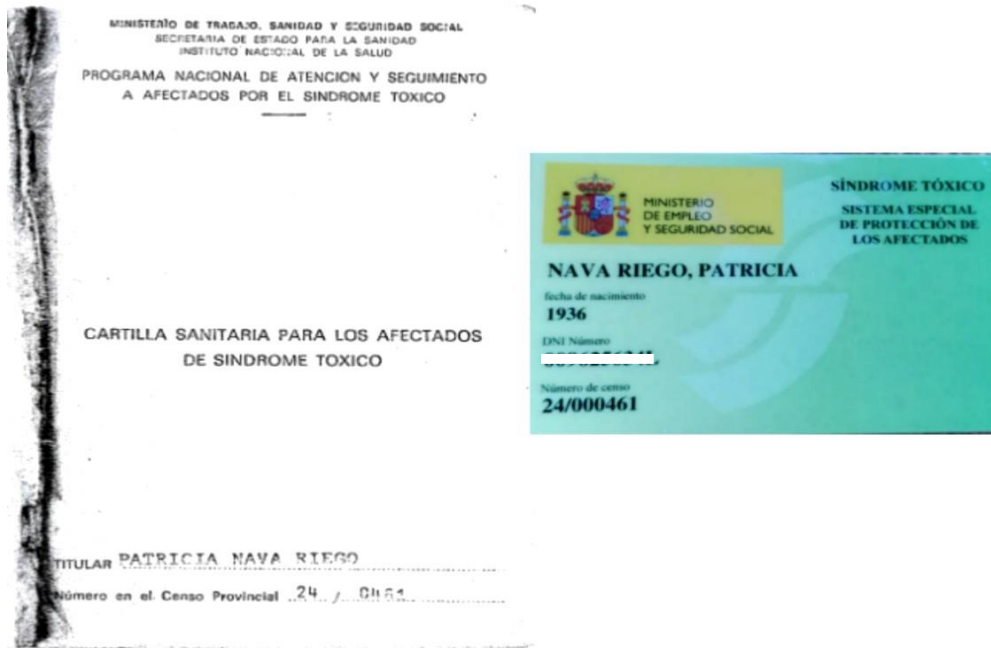 MINISTERIO DE TRABAJO, SANIDAD Y SEGURIDAD SOCIAL
SECRETARIA DE ESTADO PARA LA SANIDAD
INSTITUTO NACIONAL DE LA SALUD
PROGRAMA NACIONAL DE ATENCION Y SEGUIMIENTO
A AFECTADOS POR EL SINDROME TOXICO
CARTILLA SANITARIA PARA LOS AFECTADOS
DE SINDROME TOXICO
TITULAR PATRICIA NAVA RIEGO
Número en el Censo Provincial 24 / 0461
MINISTERIO
DE EMPLEO
Y SEGURIDAD SOCIAL
SÍNDROME TÓXICO
SISTEMA ESPECIAL
DE PROTECCIÓN DE
LOS AFECTADOS
NAVA RIEGO, PATRICIA
fecha de nacimiento
1936
DNI Número
Número de censo
24/000461